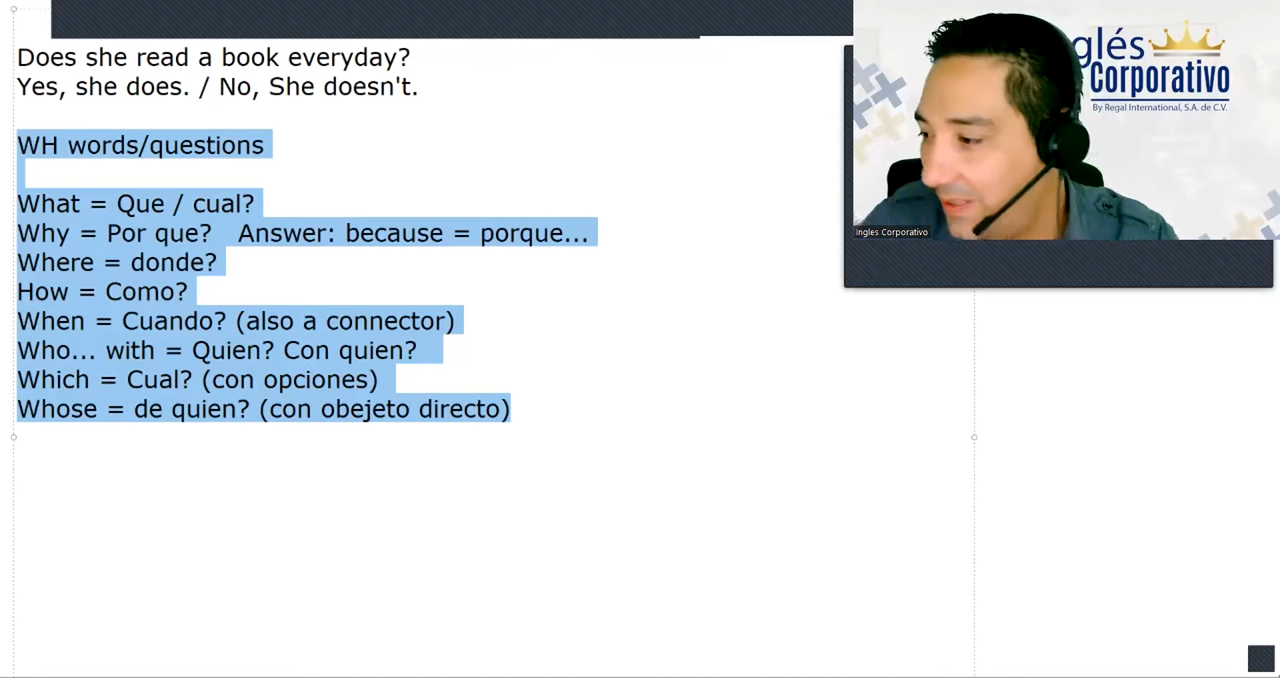 Does she read a book everyday?
Yes, she does. / No, She doesn't.
WH words/questions
What = Que / cual?
Why = Por que? Answer: because = porque...
Where = donde?
How = Como?
When = Cuando? (also a connector)
Who... with = Quien? Con quien?
Which = Cual? (con opciones)
Whose = de quien? (con obejeto directo)
glés
Corporativo
By Regal International, S.A. de C.V.
Ingles Corporativo